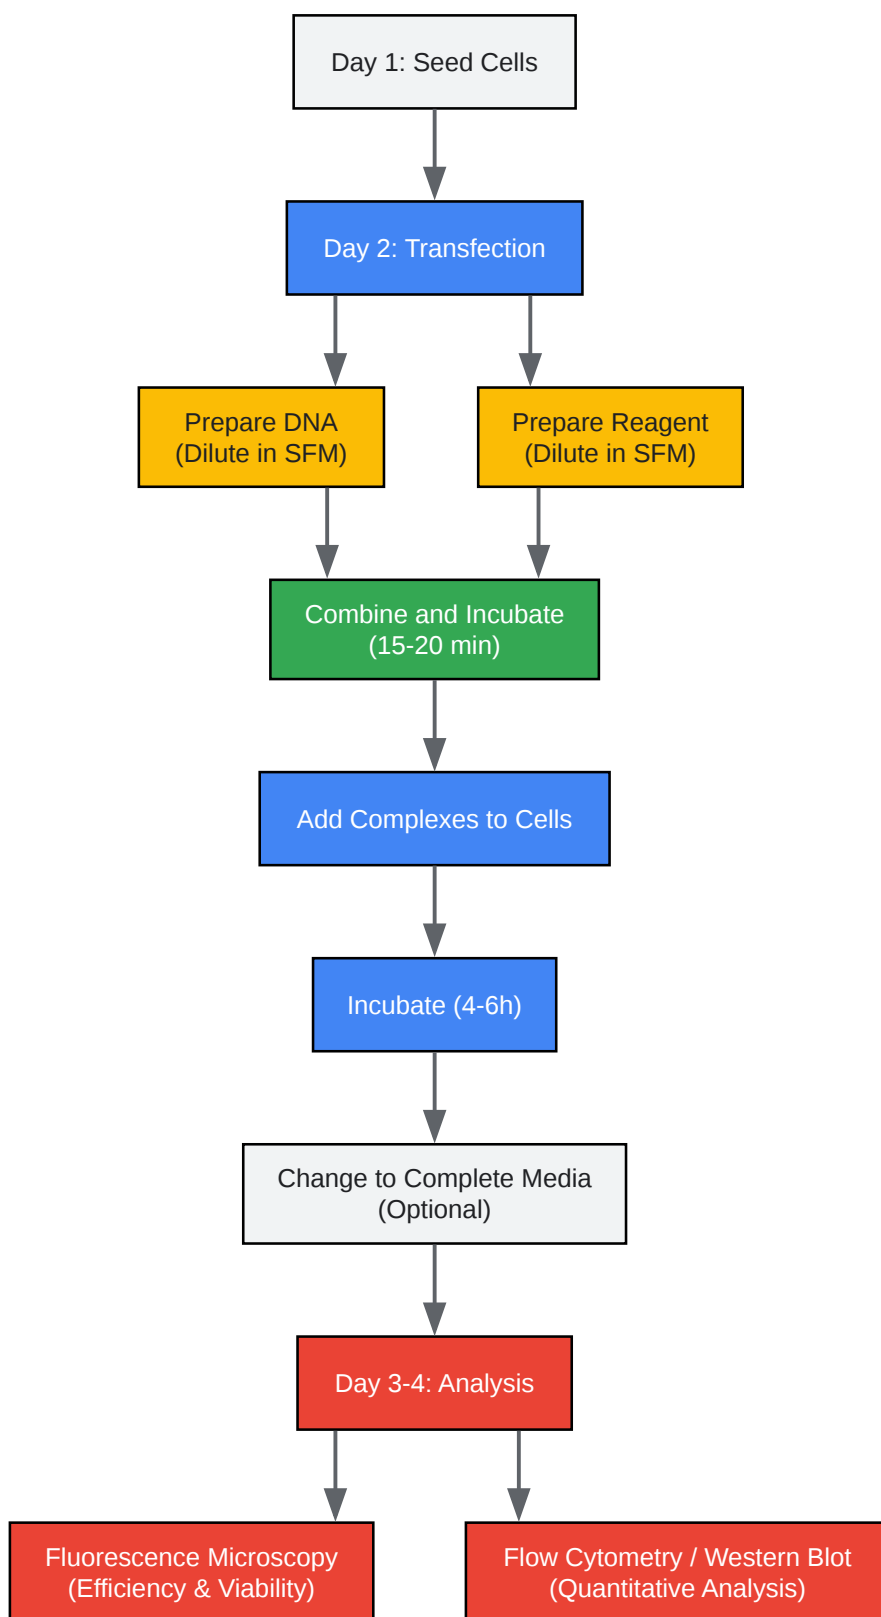 Day 1: Seed Cells
Day 2: Transfection
Prepare DNA
(Dilute in SFM)
Prepare Reagent
(Dilute in SFM)
Combine and Incubate
(15-20 min)
Add Complexes to Cells
Incubate (4-6h)
Change to Complete Media
(Optional)
Day 3-4: Analysis
Fluorescence Microscopy
(Efficiency & Viability)
Flow Cytometry / Western Blot
(Quantitative Analysis)